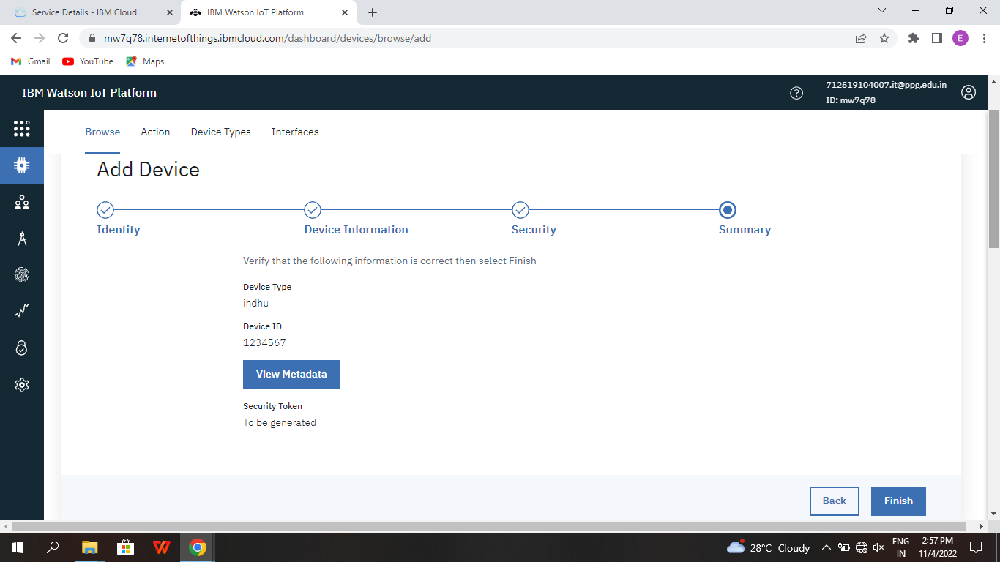 Service Details - IBM Cloud
IBM Watson IoT Platform
mw7q78.internetofthings.ibmcloud.com/dashboard/devices/browse/add
E
Gmail
YouTube
Maps
IBM Watson IoT Platform
712519104007.it@ppg.edu.in
ID: mw7q78
Browse
Action
Device Types
Interfaces
Add Device
Identity
Device Information
Security
Summary
Verify that the following information is correct then select Finish
Device Type
indhu
Device ID
1234567
View Metadata
Security Token
To be generated
Back
Finish
28°C Cloudy
ENG
IN
2:57 PM
11/4/2022